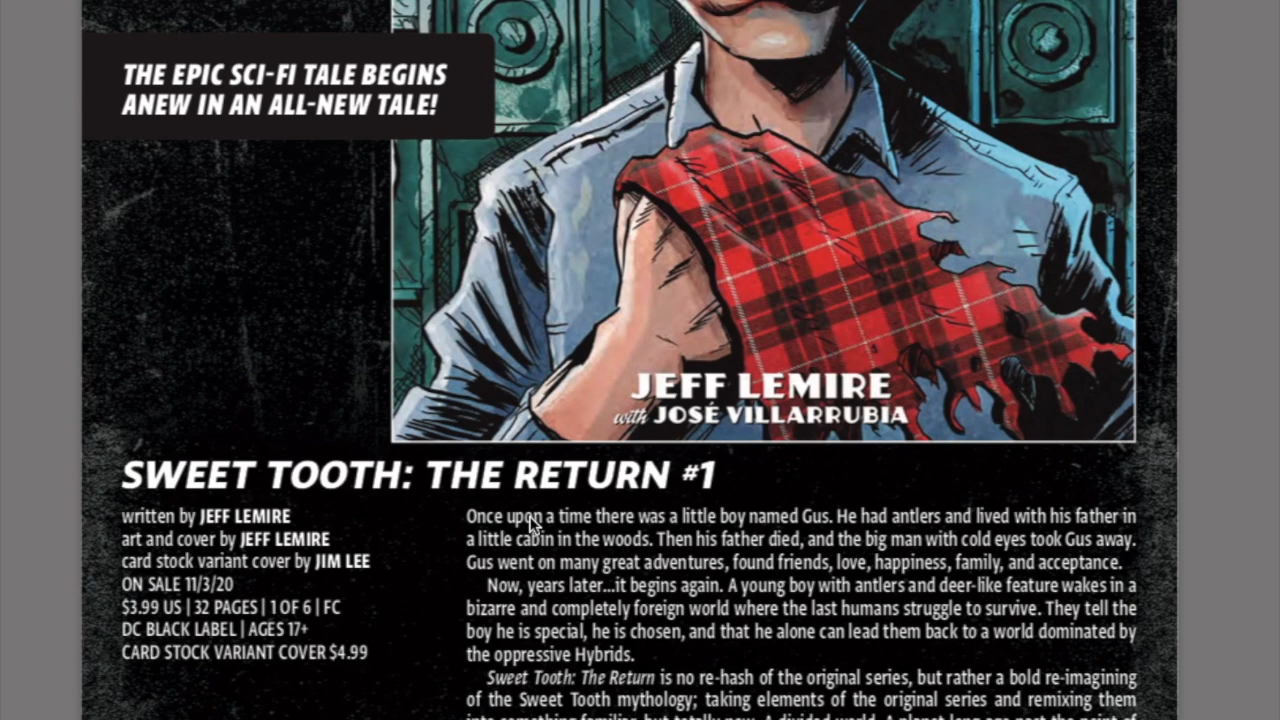 THE EPIC SCI-FI TALE BEGINS
ANEW IN AN ALL-NEW TALE!
JEFF LEMIRE
with JOSÉ VILLARRUBIA
SWEET TOOTH: THE RETURN #1
written by JEFF LEMIRE
art and cover by JEFF LEMIRE
card stock variant cover by JIM LEE
ON SALE 11/3/20
$3.99 US | 32 PAGES | 1 OF 6 | FC
DC BLACK LABEL | AGES 17+
CARD STOCK VARIANT COVER $4.99
Once upon a time there was a little boy named Gus. He had antlers and lived with his father in
a little cabin in the woods. Then his father died, and the big man with cold eyes took Gus away.
Gus went on many great adventures, found friends, love, happiness, family, and acceptance.
Now, years later...it begins again. A young boy with antlers and deer-like feature wakes in a
bizarre and completely foreign world where the last humans struggle to survive. They tell the
boy he is special, he is chosen, and that he alone can lead them back to a world dominated by
the oppressive Hybrids.
Sweet Tooth: The Return is no re-hash of the original series, but rather a bold re-imagining
of the Sweet Tooth mythology; taking elements of the original series and remixing them